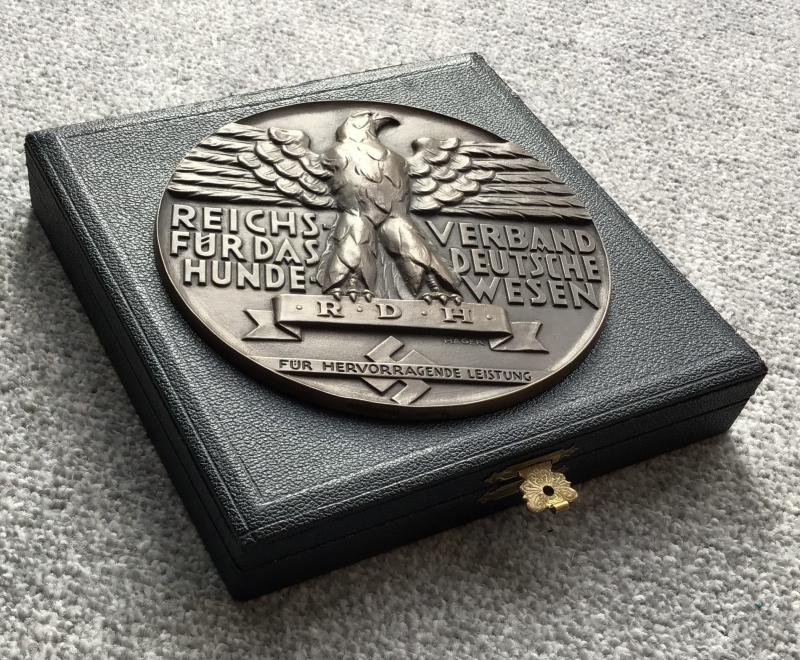 REICHS- VERBAND
FÜR DAS DEUTSCHE
HUNDE- WESEN
· R · D · H ·
HAGER
FÜR HERVORRAGENDE LEISTUNG